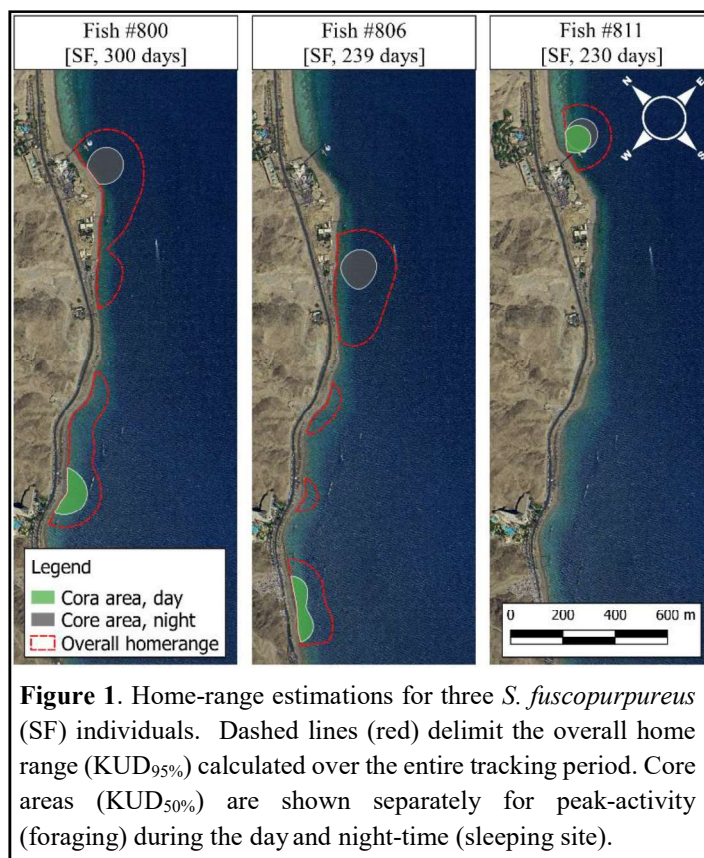 Fish #800
[SF, 300 days]
Fish #806
[SF, 239 days]
Fish #811
[SF, 230 days]
N
E
W
S
Legend
Cora area, day
Core area, night
Overall homerange
0 200 400 600 m
Figure 1. Home-range estimations for three S. fuscopurpureus
(SF) individuals. Dashed lines (red) delimit the overall home
range (KUD95%) calculated over the entire tracking period. Core
areas (KUD50%) are shown separately for peak-activity
(foraging) during the day and night-time (sleeping site).